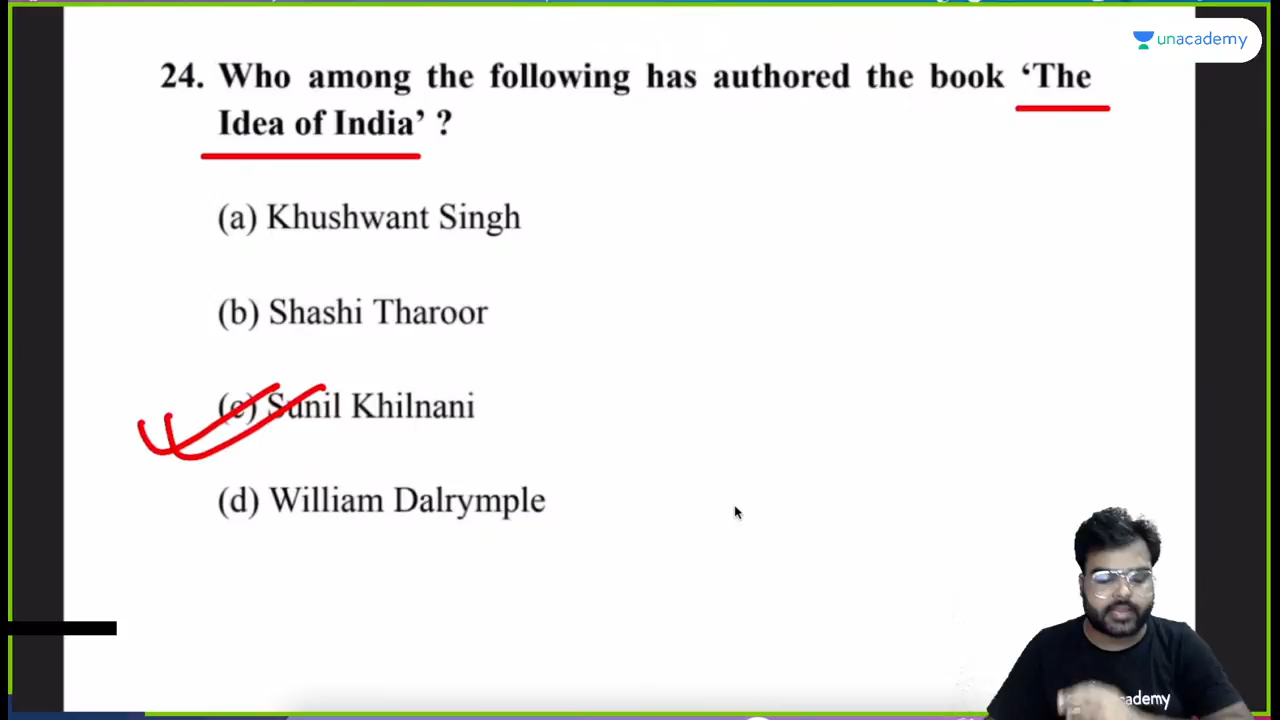 unacademy
24. Who among the following has authored the book ‘The
Idea of India’ ?
(a) Khushwant Singh
(b) Shashi Tharoor
(c) Sunil Khilnani
(d) William Dalrymple